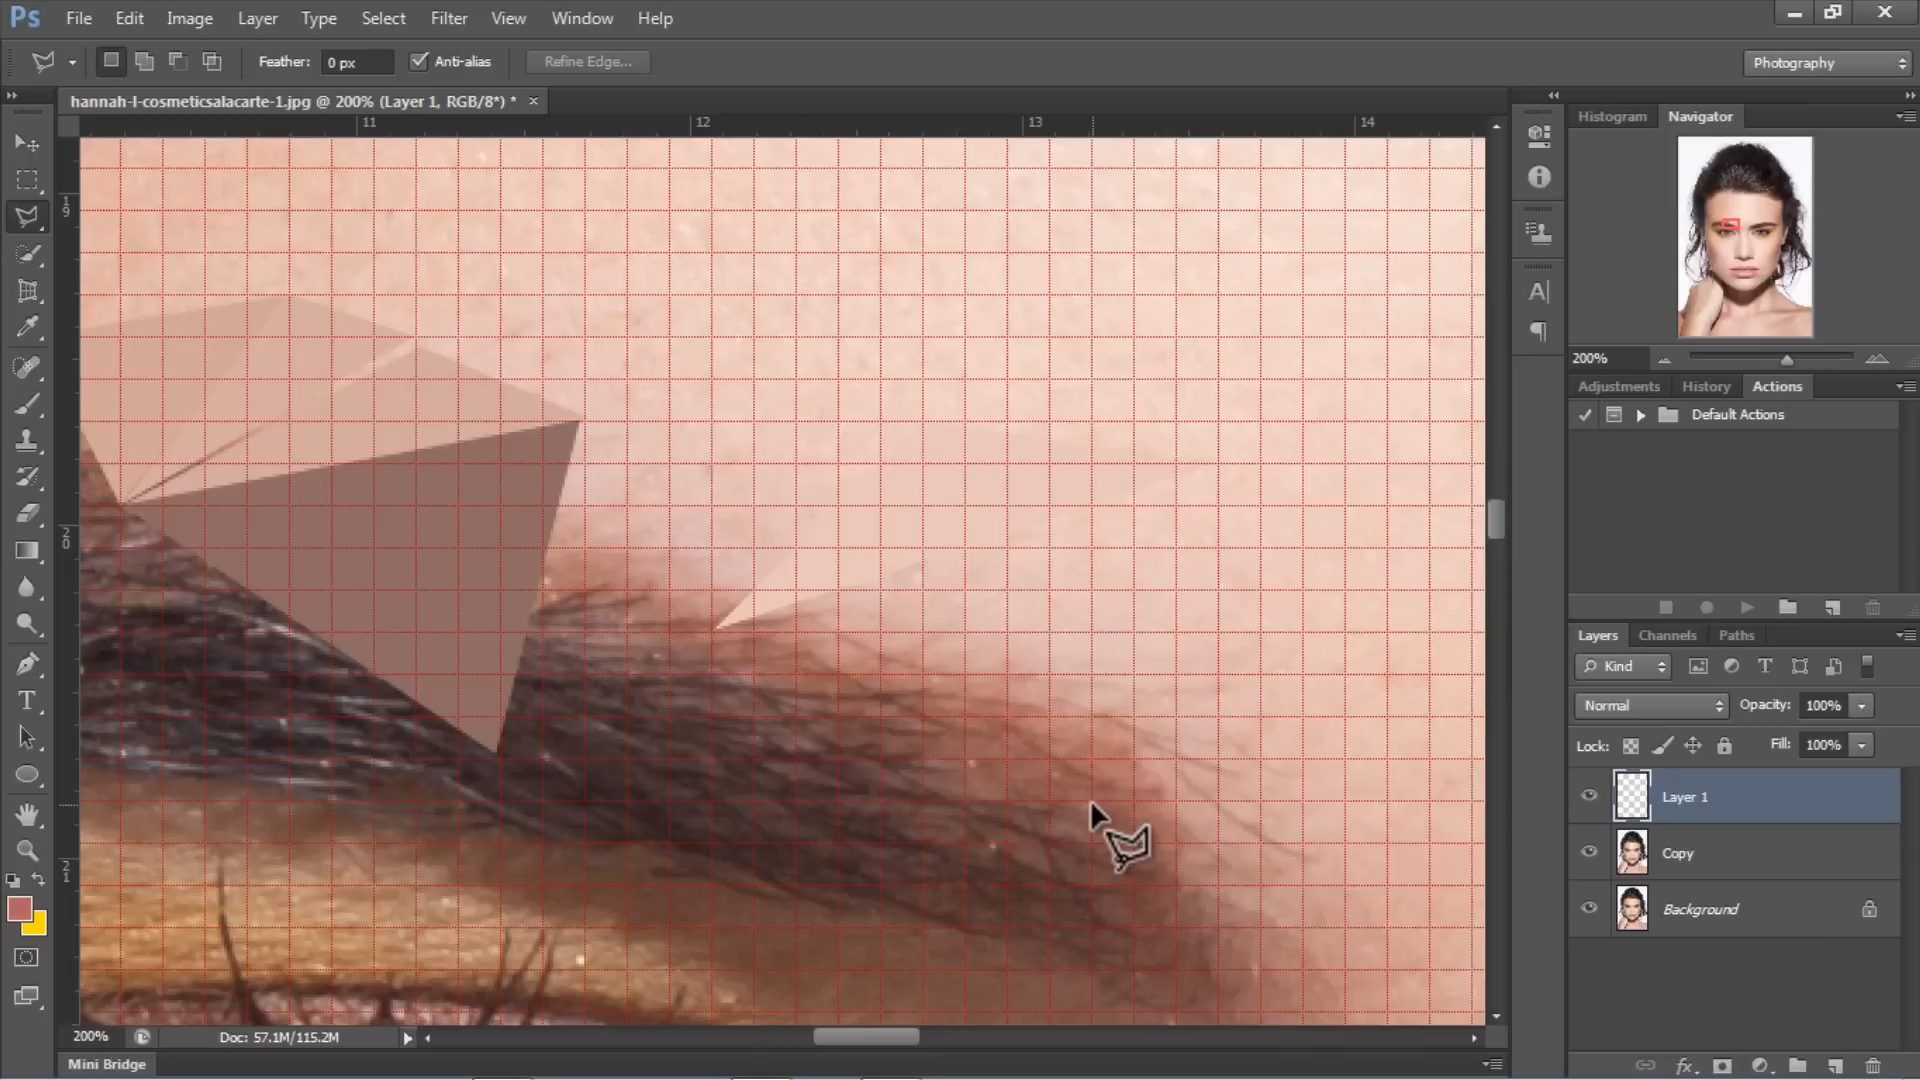 Ps File Edit Image Layer Type Select Filter View Window Help
Feather: 0 px Anti-alias Refine Edge... Photography
hannah-l-cosmeticsalacarte-1.jpg @ 200% (Layer 1, RGB/8*) * ×
11 12 13 14
19
20
21
Histogram Navigator
200%
Adjustments History Actions
Default Actions
Layers Channels Paths
Kind
Normal Opacity: 100%
Lock: Fill: 100%
Layer 1
Copy
Background
200% Doc: 57.1M/115.2M
Mini Bridge